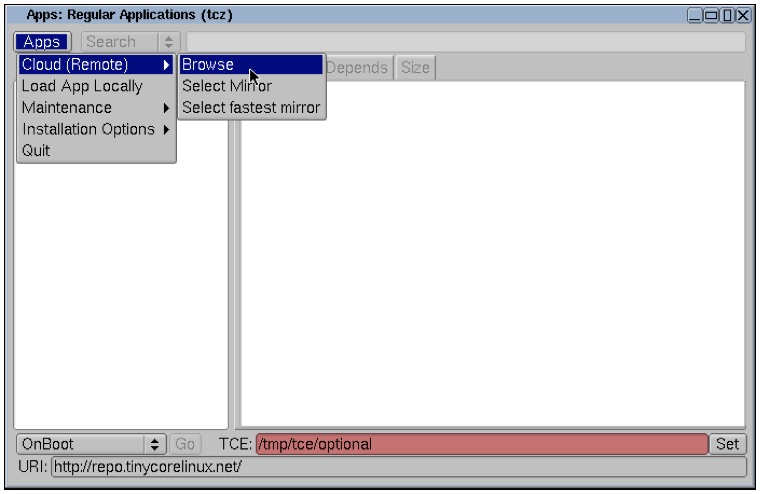 Apps: Regular Applications (tcz)
Apps Search
Cloud (Remote) Browse Depends Size
Load App Locally Select Mirror
Maintenance Select fastest mirror
Installation Options
Quit
OnBoot Go TCE: /tmp/tce/optional Set
URI: http://repo.tinycorelinux.net/